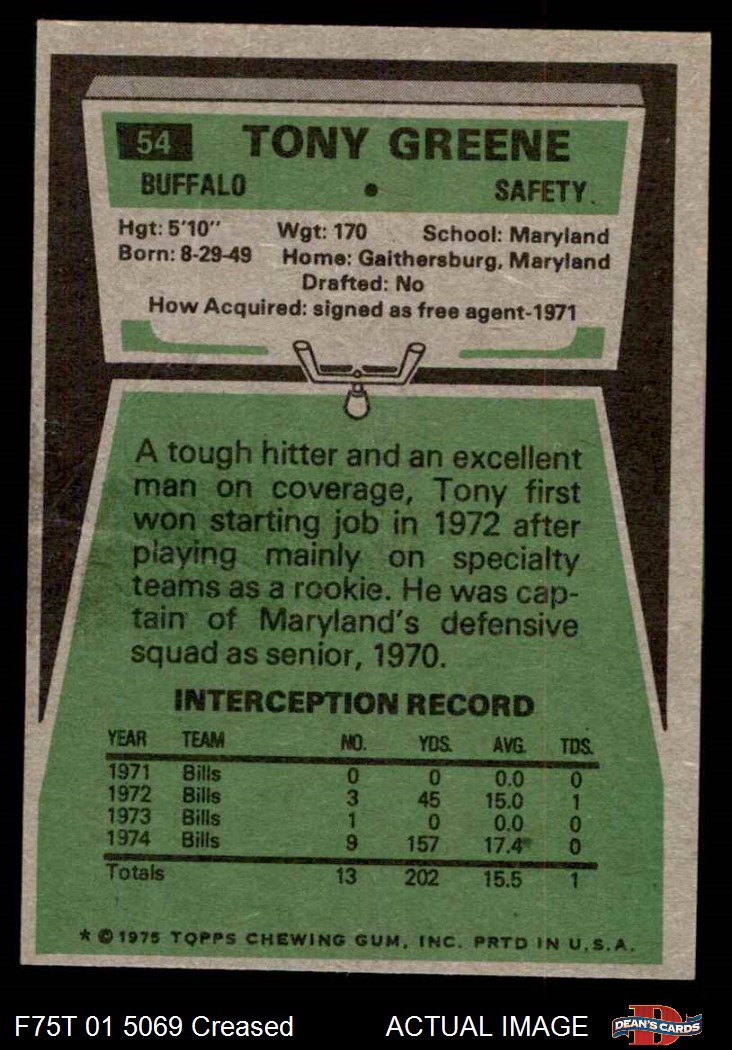 54 TONY GREENE
BUFFALO • SAFETY
Hgt: 5'10" Wgt: 170 School: Maryland
Born: 8-29-49 Home: Gaithersburg, Maryland
Drafted: No
How Acquired: signed as free agent-1971
A tough hitter and an excellent
man on coverage, Tony first
won starting job in 1972 after
playing mainly on specialty
teams as a rookie. He was cap-
tain of Maryland's defensive
squad as senior, 1970.
INTERCEPTION RECORD
YEAR TEAM NO. YDS. AVG. TDS.
1971 Bills 0 0 0.0 0
1972 Bills 3 45 15.0 1
1973 Bills 1 0 0.0 0
1974 Bills 9 157 17.4 0
Totals 13 202 15.5 1
* © 1975 TOPPS CHEWING GUM, INC. PRTD IN U.S.A.
F75T 01 5069 Creased ACTUAL IMAGE DEAN'S CARDS